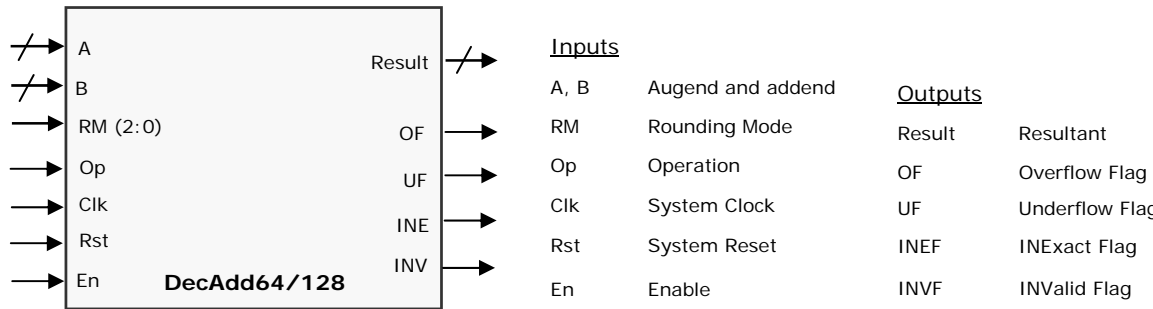 A
B
RM (2:0)
Op
Clk
Rst
En
Result
OF
UF
INE
INV
DecAdd64/128
Inputs
A, B Augend and addend
RM Rounding Mode
Op Operation
Clk System Clock
Rst System Reset
En Enable
Outputs
Result Resultant
OF Overflow Flag
UF Underflow Flag
INEF INExact Flag
INVF INValid Flag